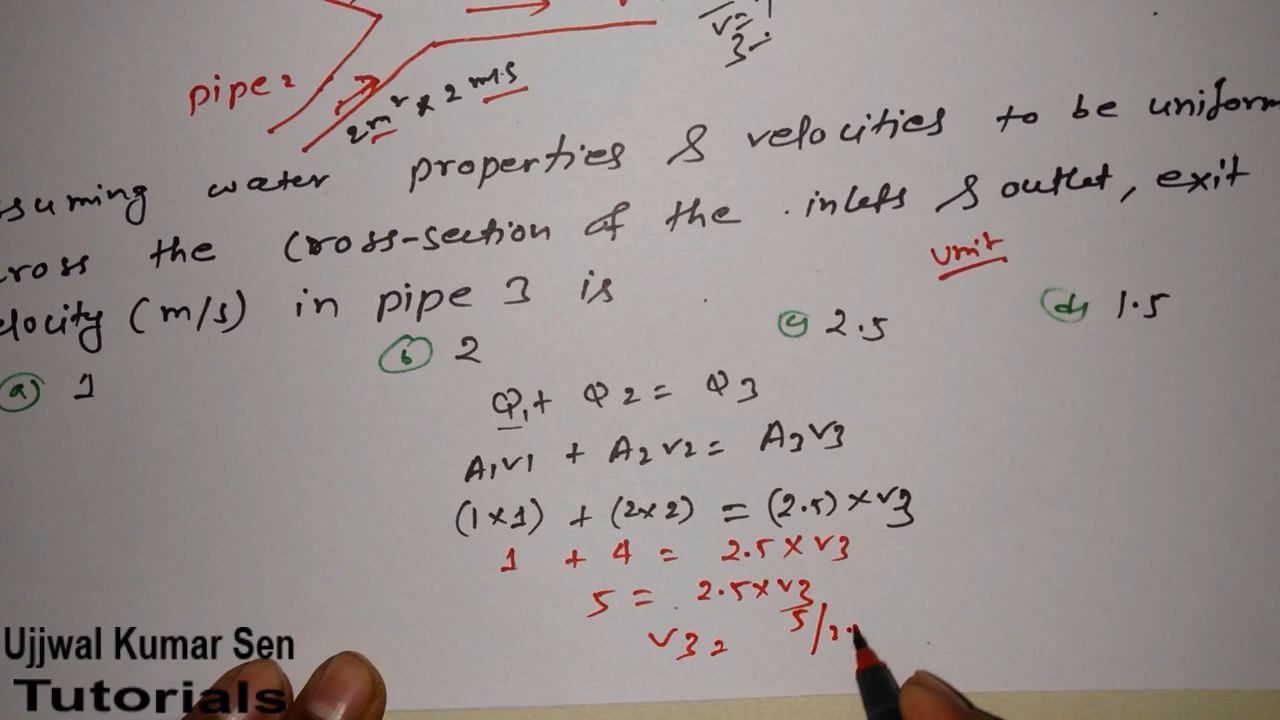 v=
3
pipe 2
2m² * 2 m/s
ssuming water properties & velocities to be uniform
cross the cross-section of the inlets & outlet, exit
unit
elocity (m/s) in pipe 3 is
a) 1
b) 2
c) 2.5
d) 1.5
Q1+ Q2 = Q3
A1V1 + A2V2 = A3V3
(1×1) + (2×2) = (2.5)×V3
1 + 4 = 2.5×V3
5 = 2.5×V3
V3 = 5/2.
Ujjwal Kumar Sen
Tutorials